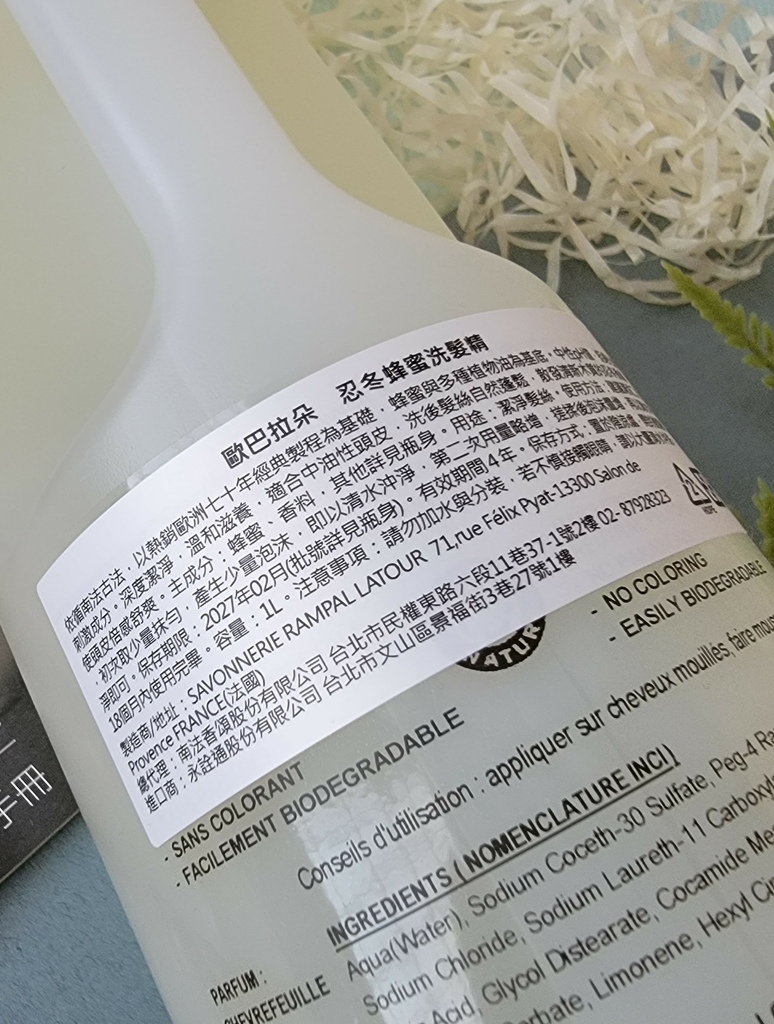 歐巴拉朵 忍冬蜂蜜洗髮精
依循南法古法，以熱銷歐洲七十年經典製程為基礎，蜂蜜與多種植物油為基底，中性
刺激成分。深度潔淨，溫和滋養，適合中油性頭皮，洗後髮絲自然蓬鬆，散發清新
使頭皮倍感舒爽。主成分：蜂蜜、香料，其他詳見瓶身。用途：潔淨髮絲。使用方法：
，初次取少量抹勻，產生少量泡沫，即以清水沖淨，第二次用量略增，搓揉後
淨即可。保存期限：2027年02月(批號詳見瓶身)。有效期間4年。保存方式：置於陰涼
18個月內使用完畢。容量：1L。注意事項：請勿加水與分裝，若不慎接觸眼睛，請以大量
製造商/地址：SAVONNERIE RAMPAL LATOUR 71,rue Félix Pyat-13300 Salon de
Provence FRANCE(法國)
總代理：南法香頌股份有限公司 台北市民權東路六段11巷37-1號2樓 02-87928323
進口商：永詮通股份有限公司 台北市文山區景福街3巷27號1樓
- NO COLORING
- EASILY BIODEGRADABLE
NATUR
- SANS COLORANT
- FACILEMENT BIODEGRADABLE
Conseils d'utilisation : appliquer sur cheveux mouillés, faire
INGREDIENTS ( NOMENCLATURE INCI )
Aqua(Water), Sodium Coceth-30 Sulfate, Peg-4
Sodium Chloride, Sodium Laureth-11
Acid, Glycol Distearate, Cocamide
Limonene, Hexyl
PARFUM :
CHEVREFEUILLE
手冊